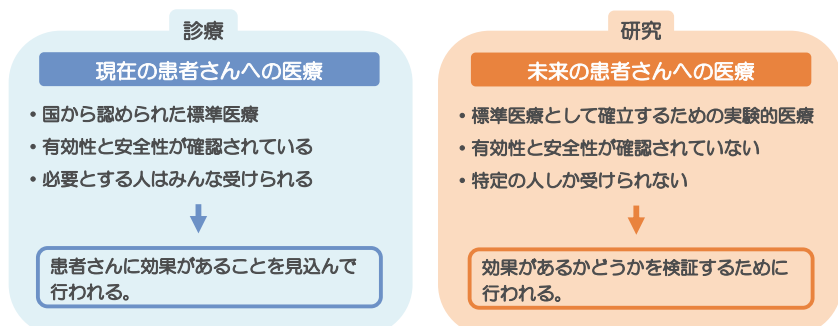 診療
現在の患者さんへの医療
・国から認められた標準医療
・有効性と安全性が確認されている
・必要とする人はみんな受けられる
患者さんに効果があることを見込んで
行われる。
研究
未来の患者さんへの医療
・標準医療として確立するための実験的医療
・有効性と安全性が確認されていない
・特定の人しか受けられない
効果があるかどうかを検証するために
行われる。